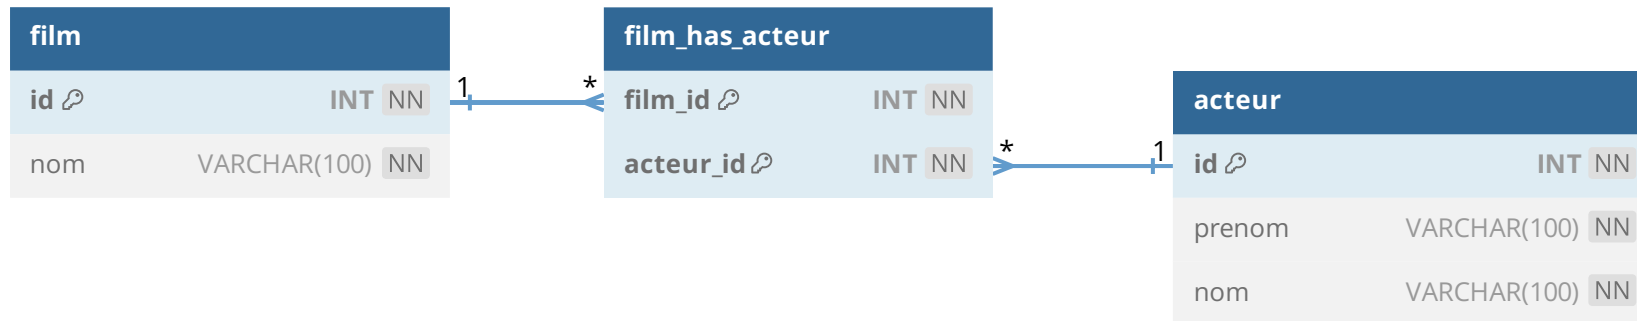 film
id INT NN
nom VARCHAR(100) NN
1 *
film_has_acteur
film_id INT NN
acteur_id INT NN
* 1
acteur
id INT NN
prenom VARCHAR(100) NN
nom VARCHAR(100) NN